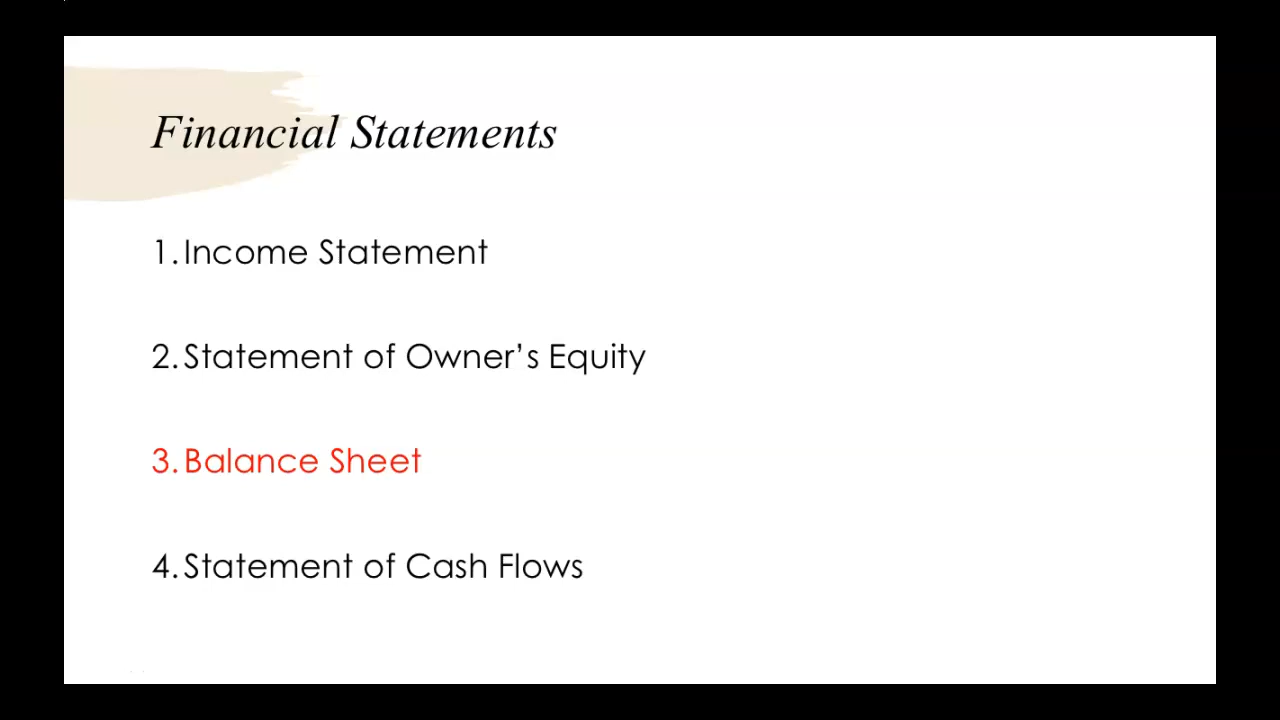 Financial Statements
1. Income Statement
2. Statement of Owner’s Equity
3. Balance Sheet
4. Statement of Cash Flows